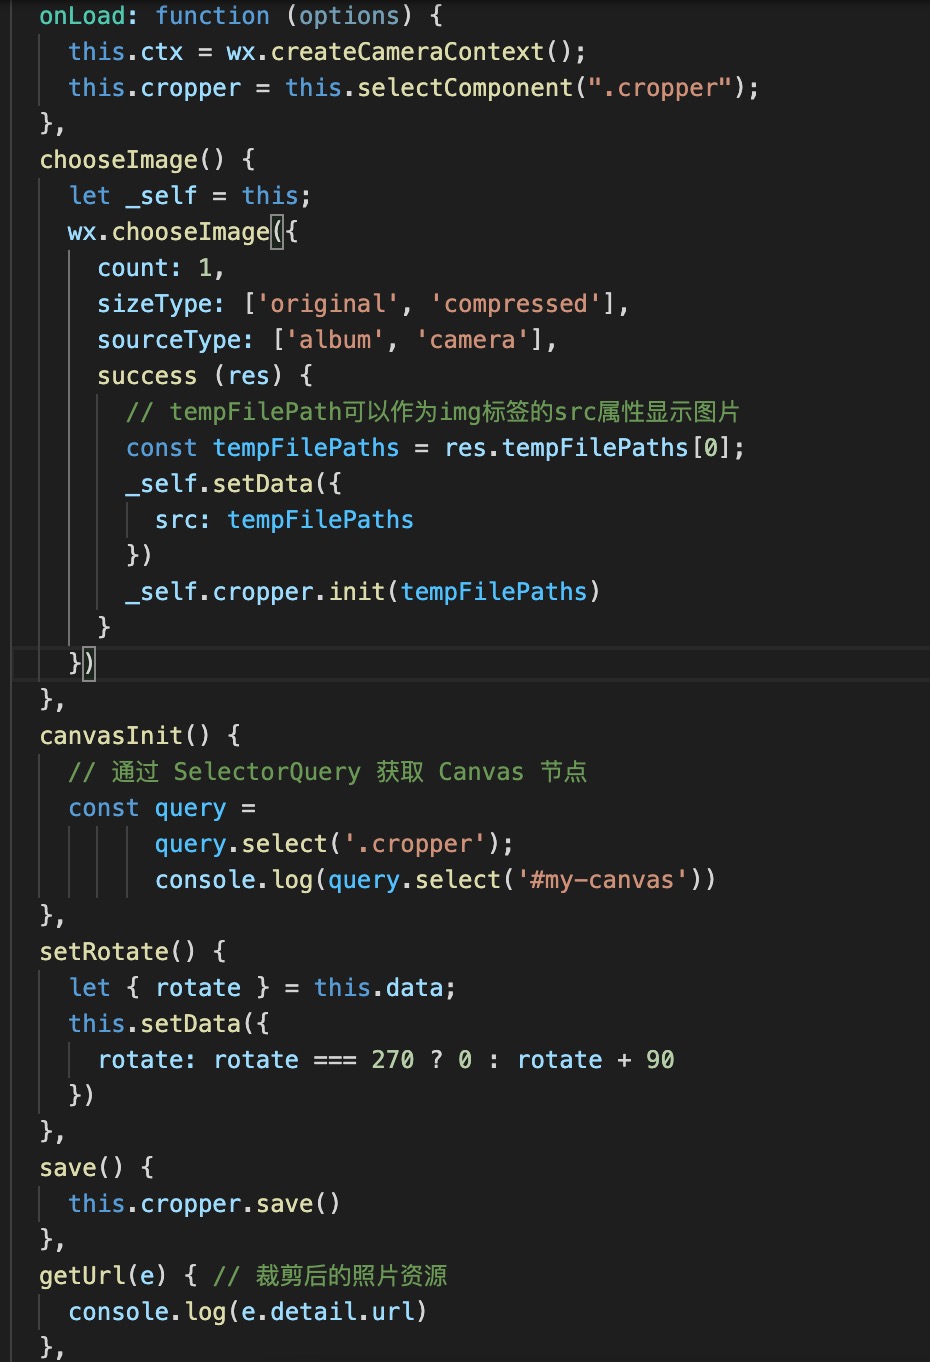 onLoad: function (options) {
  this.ctx = wx.createCameraContext();
  this.cropper = this.selectComponent(".cropper");
},
chooseImage() {
  let _self = this;
  wx.chooseImage({
    count: 1,
    sizeType: ['original', 'compressed'],
    sourceType: ['album', 'camera'],
    success (res) {
      // tempFilePath可以作为img标签的src属性显示图片
      const tempFilePaths = res.tempFilePaths[0];
      _self.setData({
        src: tempFilePaths
      })
      _self.cropper.init(tempFilePaths)
    }
  })
},
canvasInit() {
  // 通过 SelectorQuery 获取 Canvas 节点
  const query =
        query.select('.cropper');
        console.log(query.select('#my-canvas'))
},
setRotate() {
  let { rotate } = this.data;
  this.setData({
    rotate: rotate === 270 ? 0 : rotate + 90
  })
},
save() {
  this.cropper.save()
},
getUrl(e) { // 裁剪后的照片资源
  console.log(e.detail.url)
},